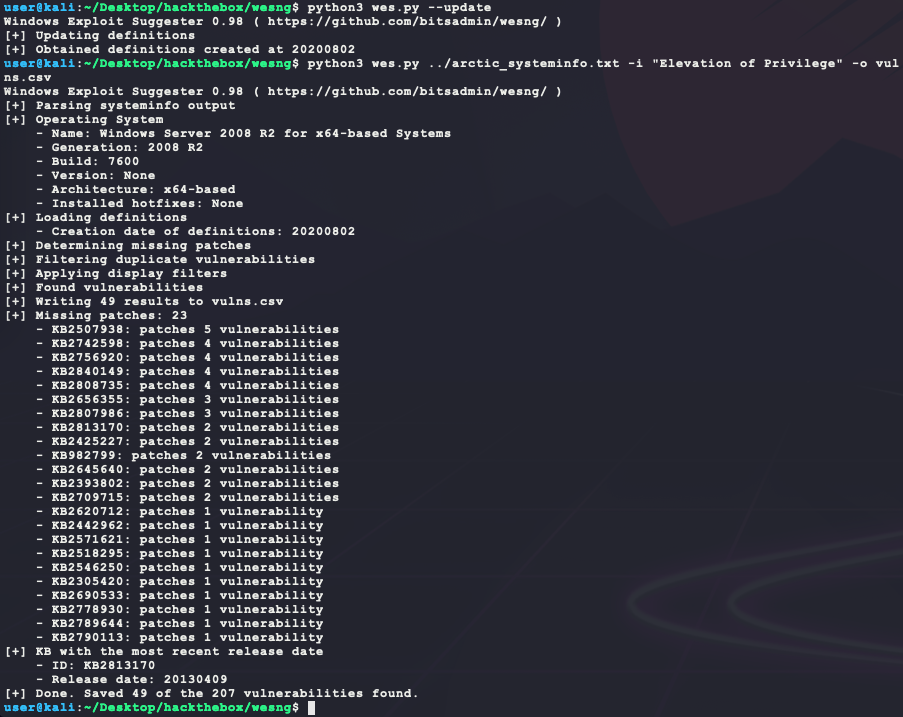 user@kali:~/Desktop/hackthebox/wesng$ python3 wes.py --update
Windows Exploit Suggester 0.98 ( https://github.com/bitsadmin/wesng/ )
[+] Updating definitions
[+] Obtained definitions created at 20200802
user@kali:~/Desktop/hackthebox/wesng$ python3 wes.py ../arctic_systeminfo.txt -i "Elevation of Privilege" -o vul
ns.csv
Windows Exploit Suggester 0.98 ( https://github.com/bitsadmin/wesng/ )
[+] Parsing systeminfo output
[+] Operating System
    - Name: Windows Server 2008 R2 for x64-based Systems
    - Generation: 2008 R2
    - Build: 7600
    - Version: None
    - Architecture: x64-based
    - Installed hotfixes: None
[+] Loading definitions
    - Creation date of definitions: 20200802
[+] Determining missing patches
[+] Filtering duplicate vulnerabilities
[+] Applying display filters
[+] Found vulnerabilities
[+] Writing 49 results to vulns.csv
[+] Missing patches: 23
    - KB2507938: patches 5 vulnerabilities
    - KB2742598: patches 4 vulnerabilities
    - KB2756920: patches 4 vulnerabilities
    - KB2840149: patches 4 vulnerabilities
    - KB2808735: patches 4 vulnerabilities
    - KB2656355: patches 3 vulnerabilities
    - KB2807986: patches 3 vulnerabilities
    - KB2813170: patches 2 vulnerabilities
    - KB2425227: patches 2 vulnerabilities
    - KB982799: patches 2 vulnerabilities
    - KB2645640: patches 2 vulnerabilities
    - KB2393802: patches 2 vulnerabilities
    - KB2709715: patches 2 vulnerabilities
    - KB2620712: patches 1 vulnerability
    - KB2442962: patches 1 vulnerability
    - KB2571621: patches 1 vulnerability
    - KB2518295: patches 1 vulnerability
    - KB2546250: patches 1 vulnerability
    - KB2305420: patches 1 vulnerability
    - KB2690533: patches 1 vulnerability
    - KB2778930: patches 1 vulnerability
    - KB2789644: patches 1 vulnerability
    - KB2790113: patches 1 vulnerability
[+] KB with the most recent release date
    - ID: KB2813170
    - Release date: 20130409
[+] Done. Saved 49 of the 207 vulnerabilities found.
user@kali:~/Desktop/hackthebox/wesng$